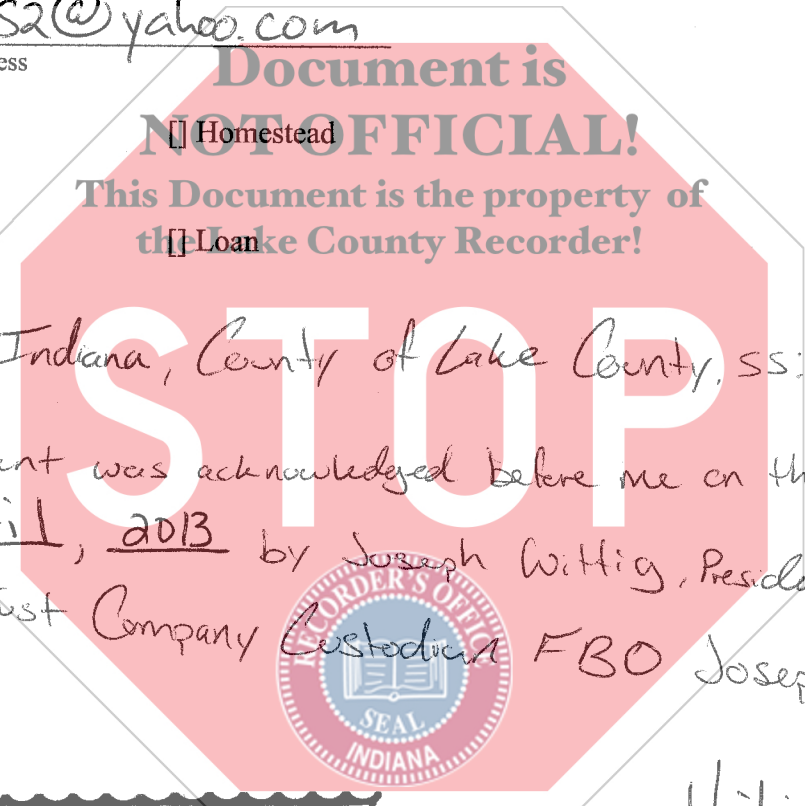 S2@yahoo.com
ess
Document is
[] Homestead
NOT OFFICIAL!
This Document is the property of
[] Loan
the Lake County Recorder!
STOP
Indiana, County of Lake County, ss:
ent was acknowledged before me on th
il, 2013 by Joseph Wittig, Preside
ust Company Custodian FBO Josep
RECORDER'S OFFICE
SEAL
INDIANA